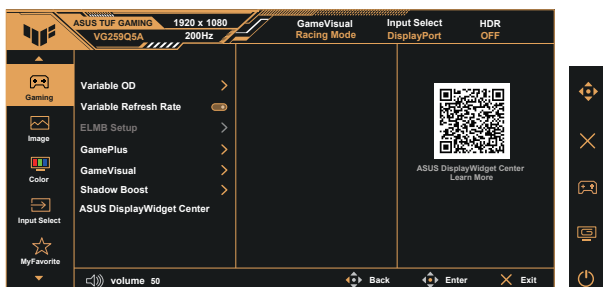 ASUS TUF GAMING 1920 x 1080
VG259Q5A 200Hz
GameVisual
Racing Mode
Input Select
DisplayPort
HDR
OFF
Gaming
Image
Color
Input Select
MyFavorite
Variable OD
Variable Refresh Rate
ELMB Setup
GamePlus
GameVisual
Shadow Boost
ASUS DisplayWidget Center
ASUS DisplayWidget Center
Learn More
volume 50
Back
Enter
Exit